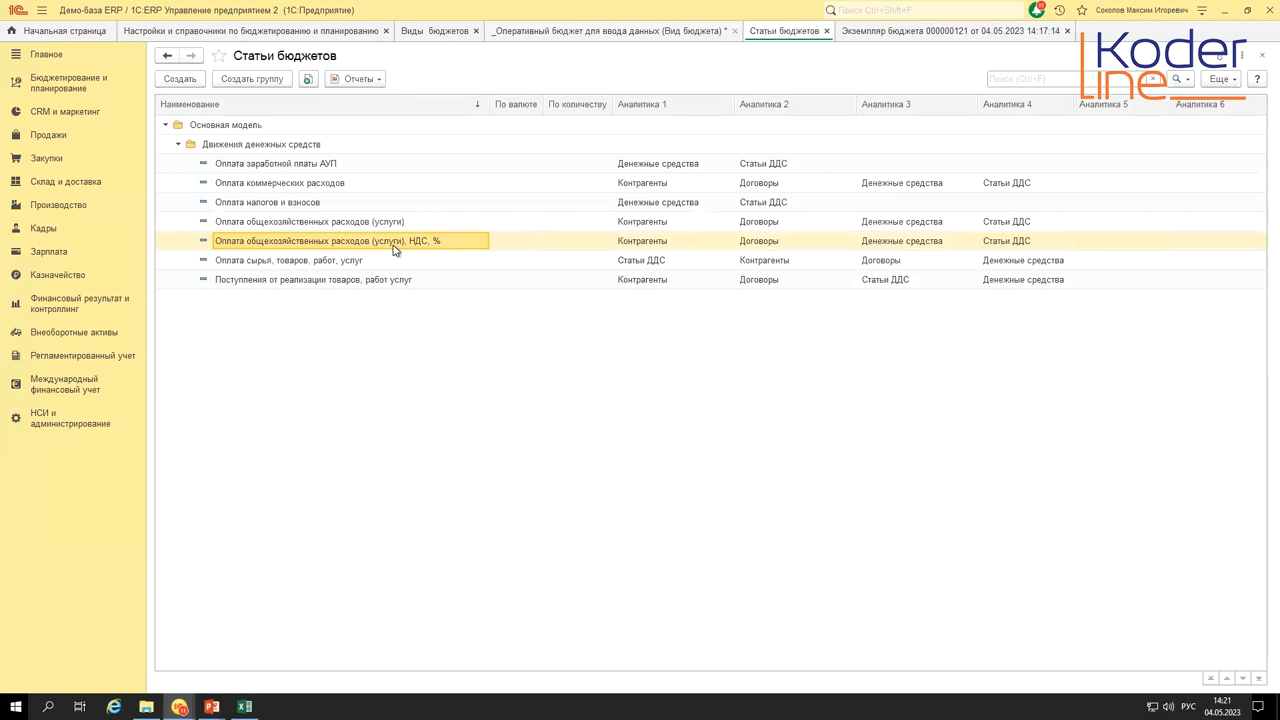 Демо-база ERP / 1С:ERP Управление предприятием 2 (1С:Предприятие)
Поиск Ctrl+Shift+F
Соколов Максим Игоревич
Начальная страница
Настройки и справочники по бюджетированию и планированию ×
Виды бюджетов ×
_Оперативный бюджет для ввода данных (Вид бюджета) * ×
Статьи бюджетов ×
Экземпляр бюджета 000000121 от 04.05.2023 14:17:14 ×
Koder
line
Главное
Бюджетирование и
планирование
CRM и маркетинг
Продажи
Закупки
Склад и доставка
Производство
Кадры
Зарплата
Казначейство
Финансовый результат и
контроллинг
Внеоборотные активы
Регламентированный учет
Международный
финансовый учет
НСИ и
администрирование
Статьи бюджетов
Создать
Создать группу
Отчеты
Поиск (Ctrl+F)
Еще
?
Наименование По валюте По количеству Аналитика 1 Аналитика 2 Аналитика 3 Аналитика 4 Аналитика 5 Аналитика 6
Основная модель
Движения денежных средств
Оплата заработной платы АУП Денежные средства Статьи ДДС
Оплата коммерческих расходов Контрагенты Договоры Денежные средства Статьи ДДС
Оплата налогов и взносов Денежные средства Статьи ДДС
Оплата общехозяйственных расходов (услуги) Контрагенты Договоры Денежные средства Статьи ДДС
Оплата общехозяйственных расходов (услуги), НДС, % Контрагенты Договоры Денежные средства Статьи ДДС
Оплата сырья, товаров, работ, услуг Статьи ДДС Контрагенты Договоры Денежные средства
Поступления от реализации товаров, работ услуг Контрагенты Договоры Статьи ДДС Денежные средства
РУС
14:21
04.05.2023